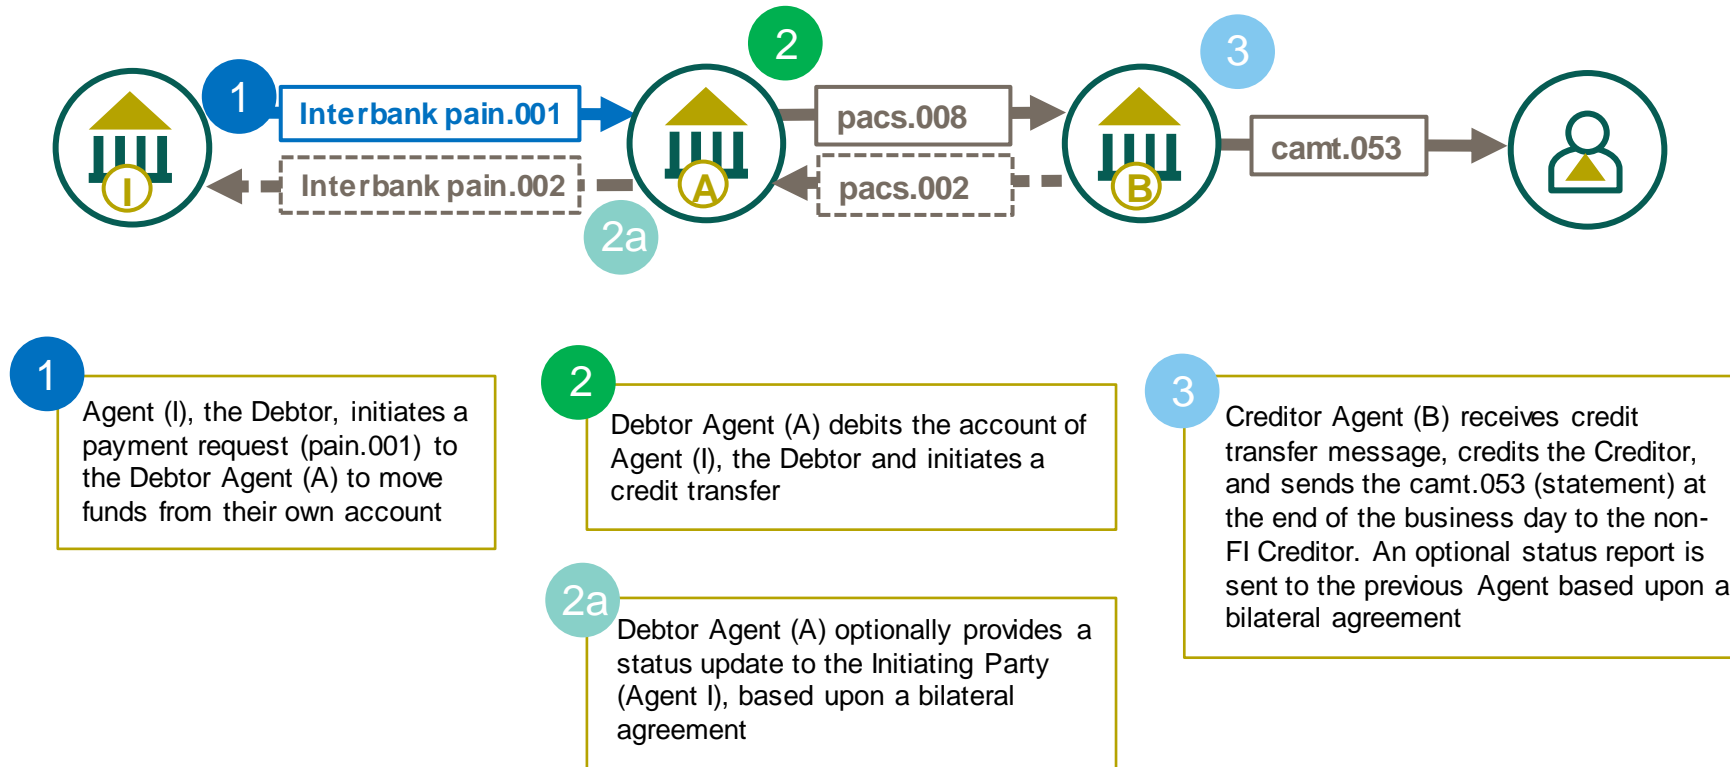 1
2
3
Interbank pain.001
pacs.008
camt.053
Interbank pain.002
pacs.002
I
A
B
2a
1
Agent (I), the Debtor, initiates a
payment request (pain.001) to
the Debtor Agent (A) to move
funds from their own account
2
Debtor Agent (A) debits the account of
Agent (I), the Debtor and initiates a
credit transfer
2a
Debtor Agent (A) optionally provides a
status update to the Initiating Party
(Agent I), based upon a bilateral
agreement
3
Creditor Agent (B) receives credit
transfer message, credits the Creditor,
and sends the camt.053 (statement) at
the end of the business day to the non-
FI Creditor. An optional status report is
sent to the previous Agent based upon a
bilateral agreement